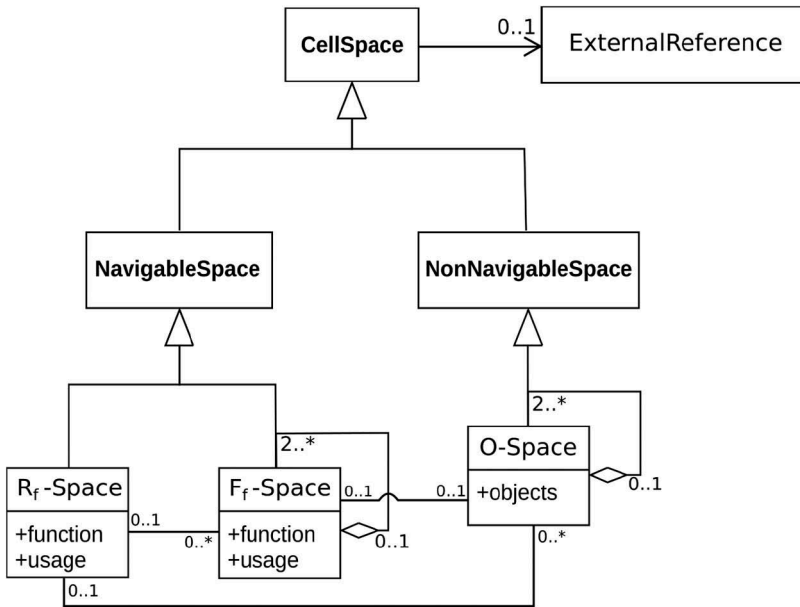 CellSpace
0..1
ExternalReference
NavigableSpace
NonNavigableSpace
2..*
O-Space
+objects
0..1
2..*
Rf-Space
+function
+usage
0..1
0..*
Ff-Space
+function
+usage
0..1
0..1
0..1
0..*
0..1